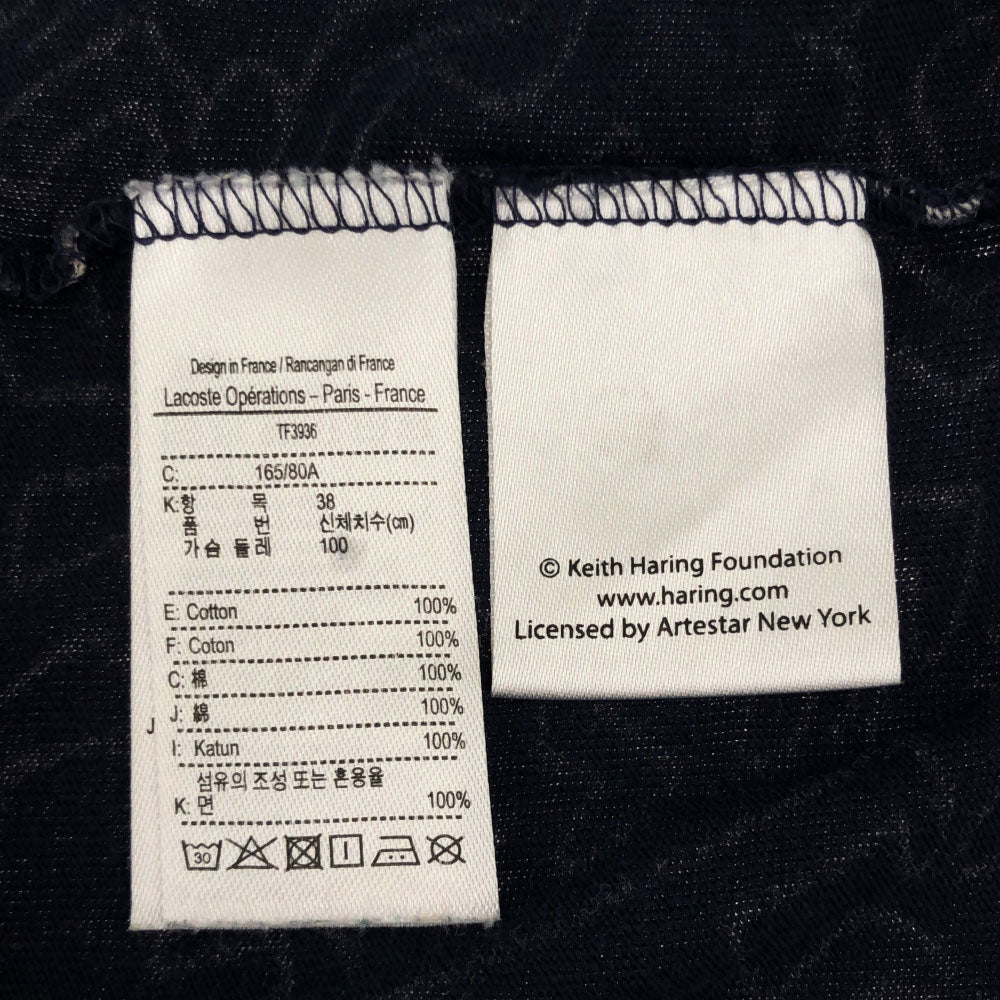 Design in France / Rancangan di France
Lacoste Opérations – Paris - France
TF3936
C: 165/80A
K: 항 목 38
품 번 신체치수(cm)
가슴 둘레 100
E: Cotton 100%
F: Coton 100%
C: 棉 100%
J: 綿 100%
J
I: Katun 100%
섬유의 조성 또는 혼용율
K: 면 100%
30
© Keith Haring Foundation
www.haring.com
Licensed by Artestar New York